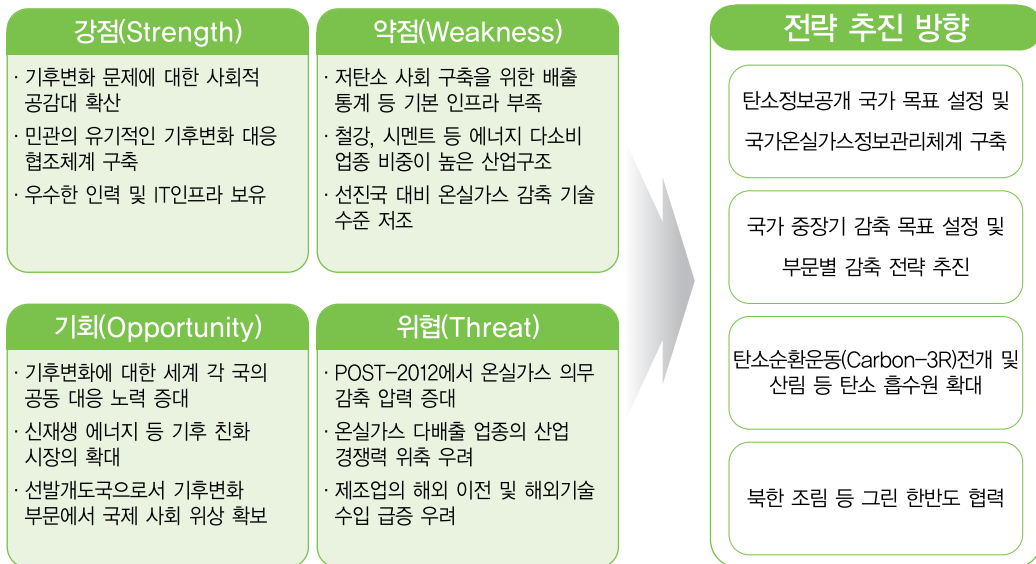 강점(Strength)
· 기후변화 문제에 대한 사회적
공감대 확산
· 민관의 유기적인 기후변화 대응
협조체계 구축
· 우수한 인력 및 IT인프라 보유
약점(Weakness)
· 저탄소 사회 구축을 위한 배출
통계 등 기본 인프라 부족
· 철강, 시멘트 등 에너지 다소비
업종 비중이 높은 산업구조
· 선진국 대비 온실가스 감축 기술
수준 저조
기회(Opportunity)
· 기후변화에 대한 세계 각 국의
공동 대응 노력 증대
· 신재생 에너지 등 기후 친화
시장의 확대
· 선발개도국으로서 기후변화
부문에서 국제 사회 위상 확보
위협(Threat)
· POST-2012에서 온실가스 의무
감축 압력 증대
· 온실가스 다배출 업종의 산업
경쟁력 위축 우려
· 제조업의 해외 이전 및 해외기술
수입 급증 우려
전략 추진 방향
탄소정보공개 국가 목표 설정 및
국가온실가스정보관리체계 구축
국가 중장기 감축 목표 설정 및
부문별 감축 전략 추진
탄소순환운동(Carbon-3R)전개 및
산림 등 탄소 흡수원 확대
북한 조림 등 그린 한반도 협력